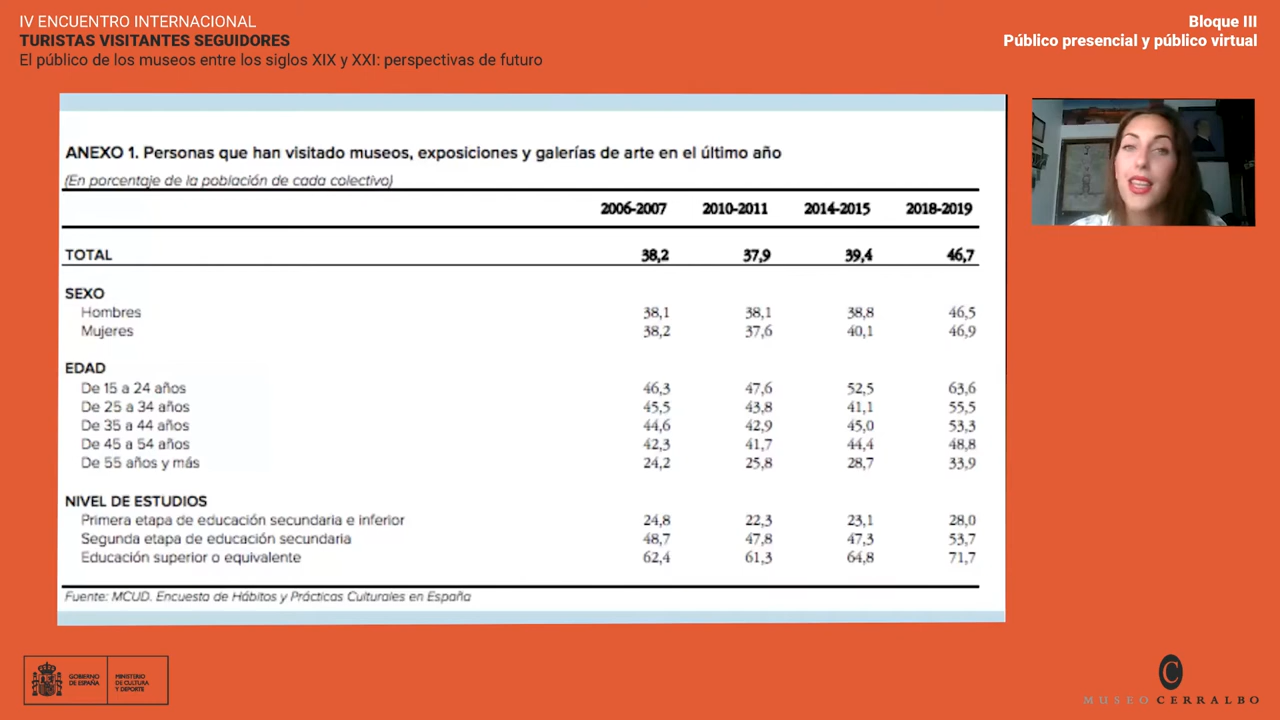 IV ENCUENTRO INTERNACIONAL
TURISTAS VISITANTES SEGUIDORES
El público de los museos entre los siglos XIX y XXI: perspectivas de futuro
Bloque III
Público presencial y público virtual
ANEXO 1. Personas que han visitado museos, exposiciones y galerías de arte en el último año
(En porcentaje de la población de cada colectivo)
2006-2007 2010-2011 2014-2015 2018-2019
TOTAL 38,2 37,9 39,4 46,7
SEXO
Hombres 38,1 38,1 38,8 46,5
Mujeres 38,2 37,6 40,1 46,9
EDAD
De 15 a 24 años 46,3 47,6 52,5 63,6
De 25 a 34 años 45,5 43,8 41,1 55,5
De 35 a 44 años 44,6 42,9 45,0 53,3
De 45 a 54 años 42,3 41,7 44,4 48,8
De 55 años y más 24,2 25,8 28,7 33,9
NIVEL DE ESTUDIOS
Primera etapa de educación secundaria e inferior 24,8 22,3 23,1 28,0
Segunda etapa de educación secundaria 48,7 47,8 47,3 53,7
Educación superior o equivalente 62,4 61,3 64,8 71,7
Fuente: MCUD. Encuesta de Hábitos y Prácticas Culturales en España
GOBIERNO
DE ESPAÑA
MINISTERIO
DE CULTURA
Y DEPORTE
C
MUSEO CERRALBO